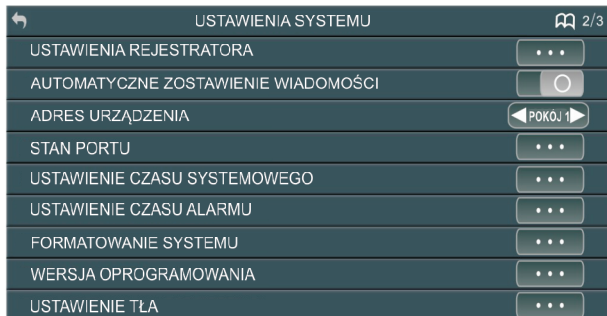 USTAWIENIA SYSTEMU 2/3
USTAWIENIA REJESTRATORA
AUTOMATYCZNE ZOSTAWIENIE WIADOMOŚCI
ADRES URZĄDZENIA POKÓJ 1
STAN PORTU
USTAWIENIE CZASU SYSTEMOWEGO
USTAWIENIE CZASU ALARMU
FORMATOWANIE SYSTEMU
WERSJA OPROGRAMOWANIA
USTAWIENIE TŁA